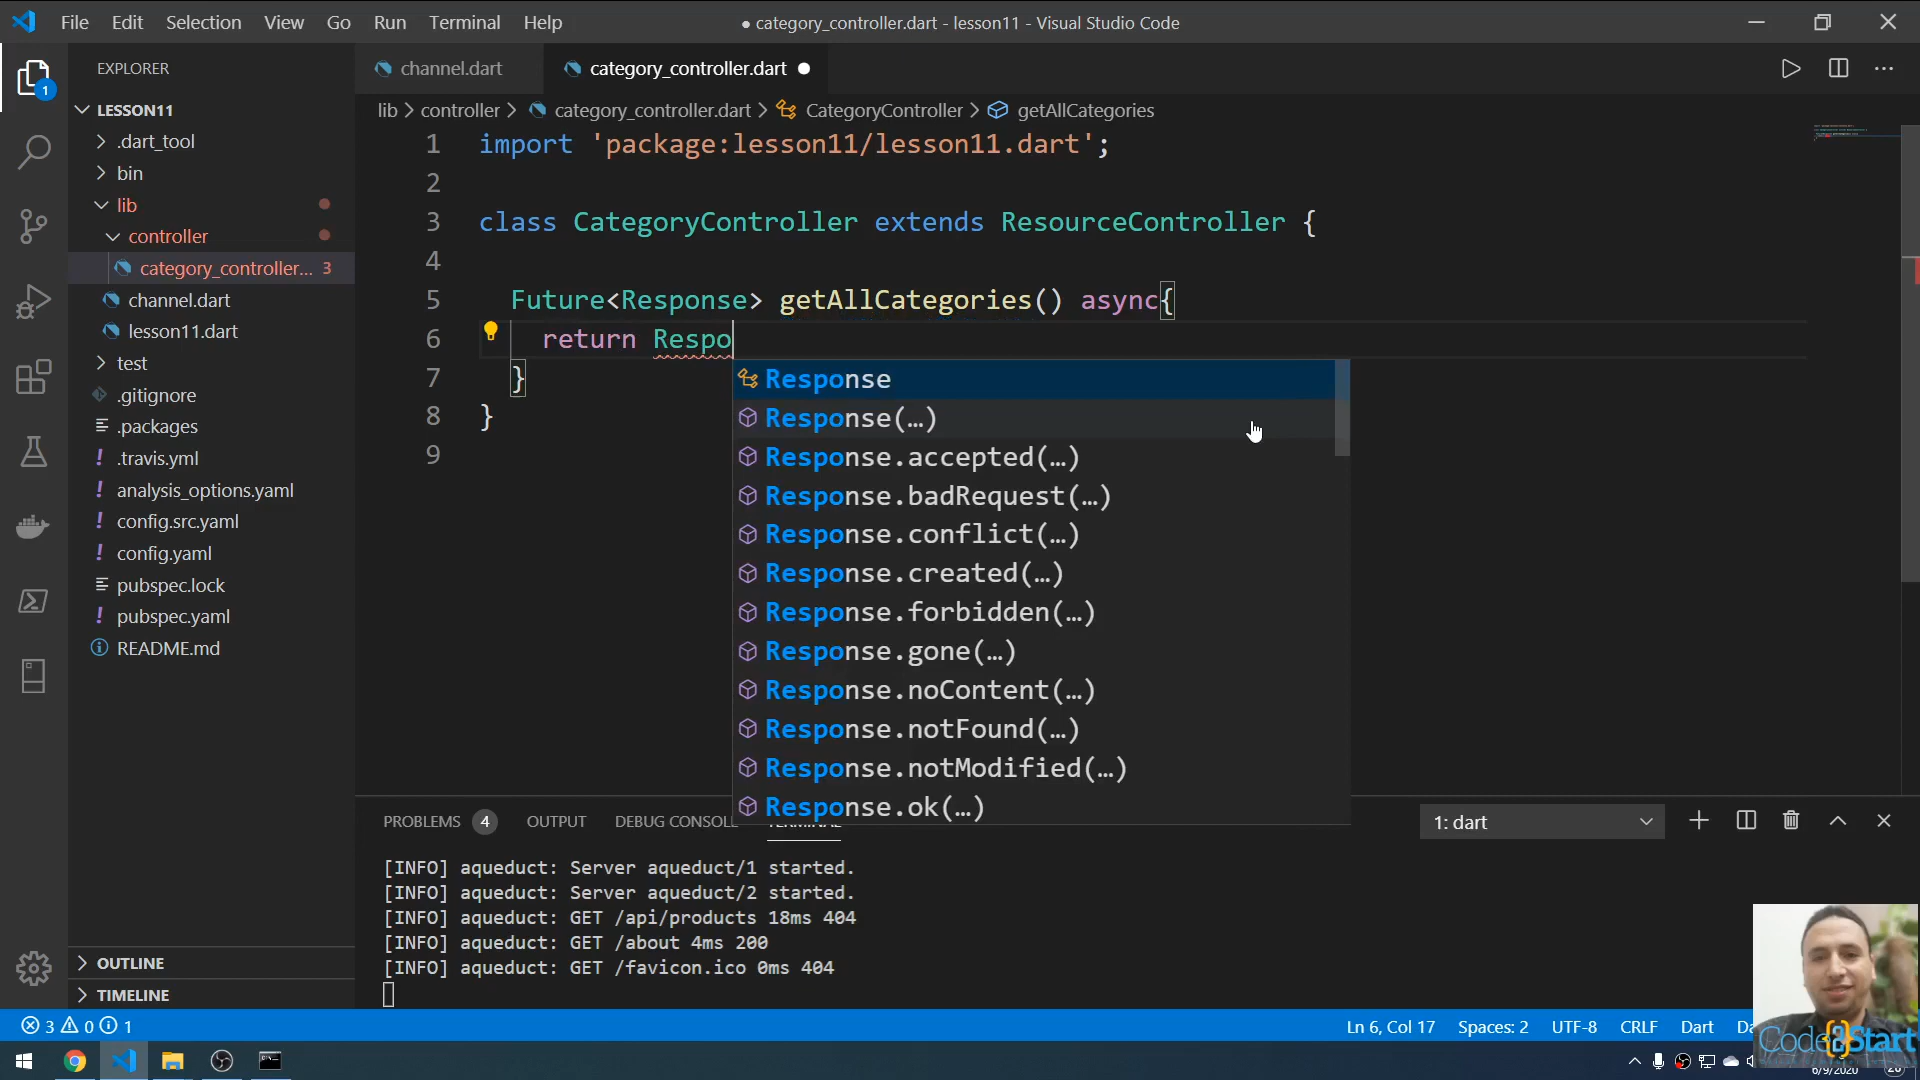 File Edit Selection View Go Run Terminal Help
● category_controller.dart - lesson11 - Visual Studio Code
EXPLORER
channel.dart
category_controller.dart ●
1
LESSON11
lib > controller > category_controller.dart > CategoryController > getAllCategories
.dart_tool
bin
lib
controller
category_controller... 3
channel.dart
lesson11.dart
test
.gitignore
.packages
.travis.yml
analysis_options.yaml
config.src.yaml
config.yaml
pubspec.lock
pubspec.yaml
README.md
OUTLINE
TIMELINE
1 import 'package:lesson11/lesson11.dart';
2
3 class CategoryController extends ResourceController {
4
5 Future<Response> getAllCategories() async{
6 return Respo
7 }
8 }
9
Response
Response(…)
Response.accepted(…)
Response.badRequest(…)
Response.conflict(…)
Response.created(…)
Response.forbidden(…)
Response.gone(…)
Response.noContent(…)
Response.notFound(…)
Response.notModified(…)
Response.ok(…)
PROBLEMS 4 OUTPUT DEBUG CONSOLE TERMINAL
1: dart
[INFO] aqueduct: Server aqueduct/1 started.
[INFO] aqueduct: Server aqueduct/2 started.
[INFO] aqueduct: GET /api/products 18ms 404
[INFO] aqueduct: GET /about 4ms 200
[INFO] aqueduct: GET /favicon.ico 0ms 404
3 0 1
Ln 6, Col 17 Spaces: 2 UTF-8 CRLF Dart
Code{2}Start
6/9/2020